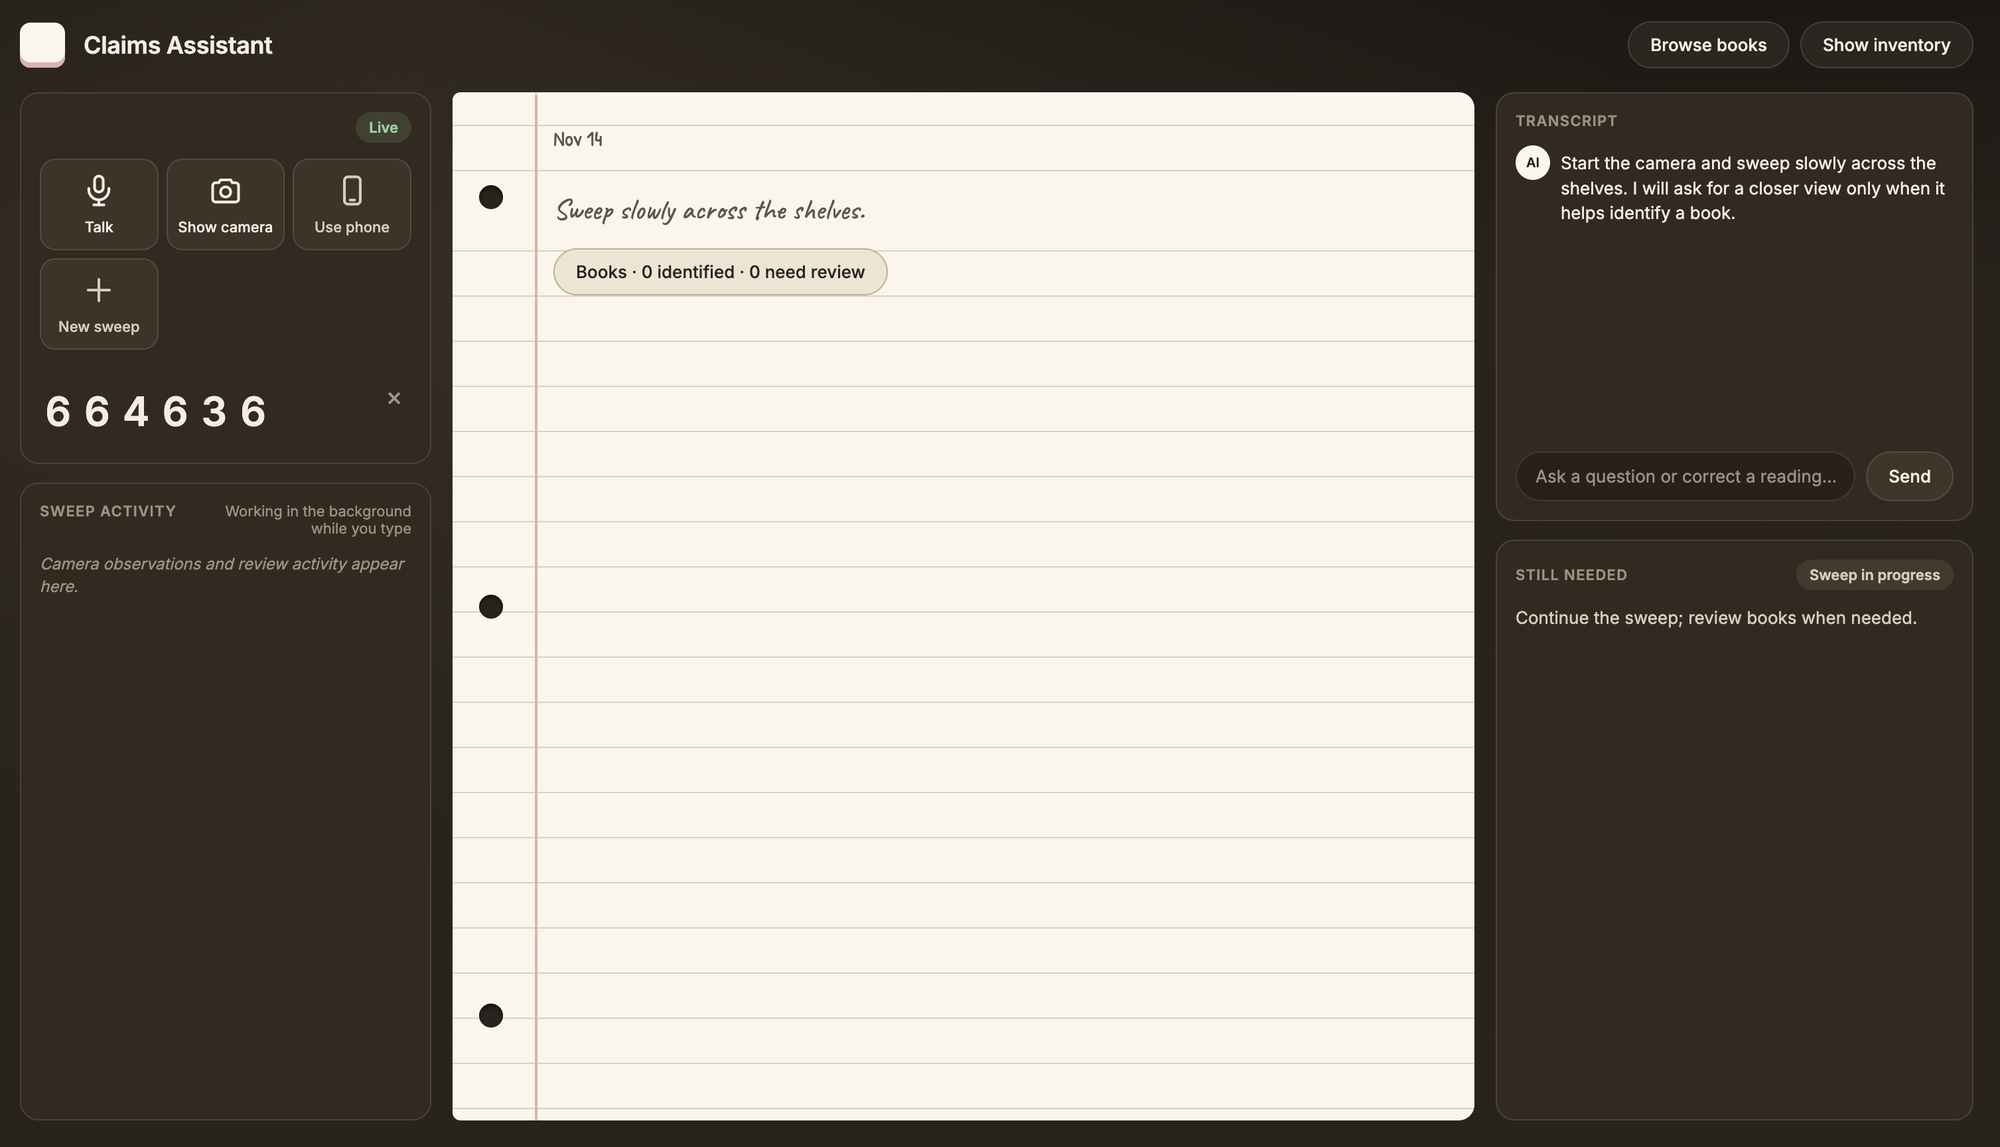 Claims Assistant
Browse books
Show inventory
Live
Talk
Show camera
Use phone
New sweep
6 6 4 6 3 6
SWEEP ACTIVITY
Working in the background
while you type
Camera observations and review activity appear
here.
Nov 14
Sweep slowly across the shelves.
Books · 0 identified · 0 need review
TRANSCRIPT
AI
Start the camera and sweep slowly across the
shelves. I will ask for a closer view only when it
helps identify a book.
Ask a question or correct a reading...
Send
STILL NEEDED
Sweep in progress
Continue the sweep; review books when needed.